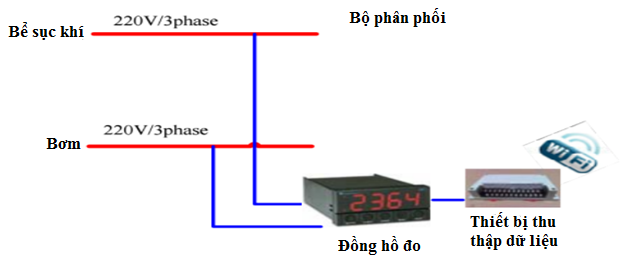 220V/3phase
Bộ phân phối
Bể sục khí
220V/3phase
Bơm
2364
WiFi
Thiết bị thu
thập dữ liệu
Đồng hồ đo